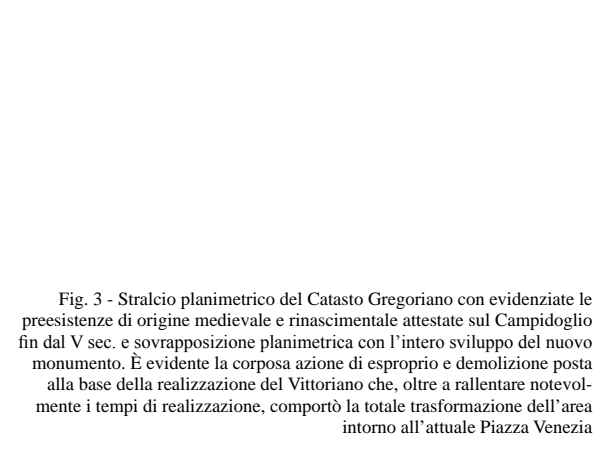 Fig. 3 - Stralcio planimetrico del Catasto Gregoriano con evidenziate le
preesistenze di origine medievale e rinascimentale attestate sul Campidoglio
fin dal V sec. e sovrapposizione planimetrica con l’intero sviluppo del nuovo
monumento. È evidente la corposa azione di esproprio e demolizione posta
alla base della realizzazione del Vittoriano che, oltre a rallentare notevol-
mente i tempi di realizzazione, comportò la totale trasformazione dell’area
intorno all’attuale Piazza Venezia